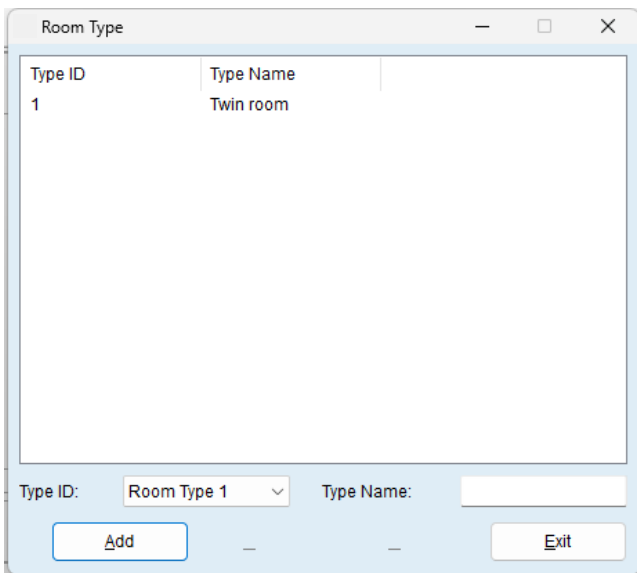 Room Type
Type ID Type Name
1 Twin room
Type ID: Room Type 1 Type Name:
Add Exit